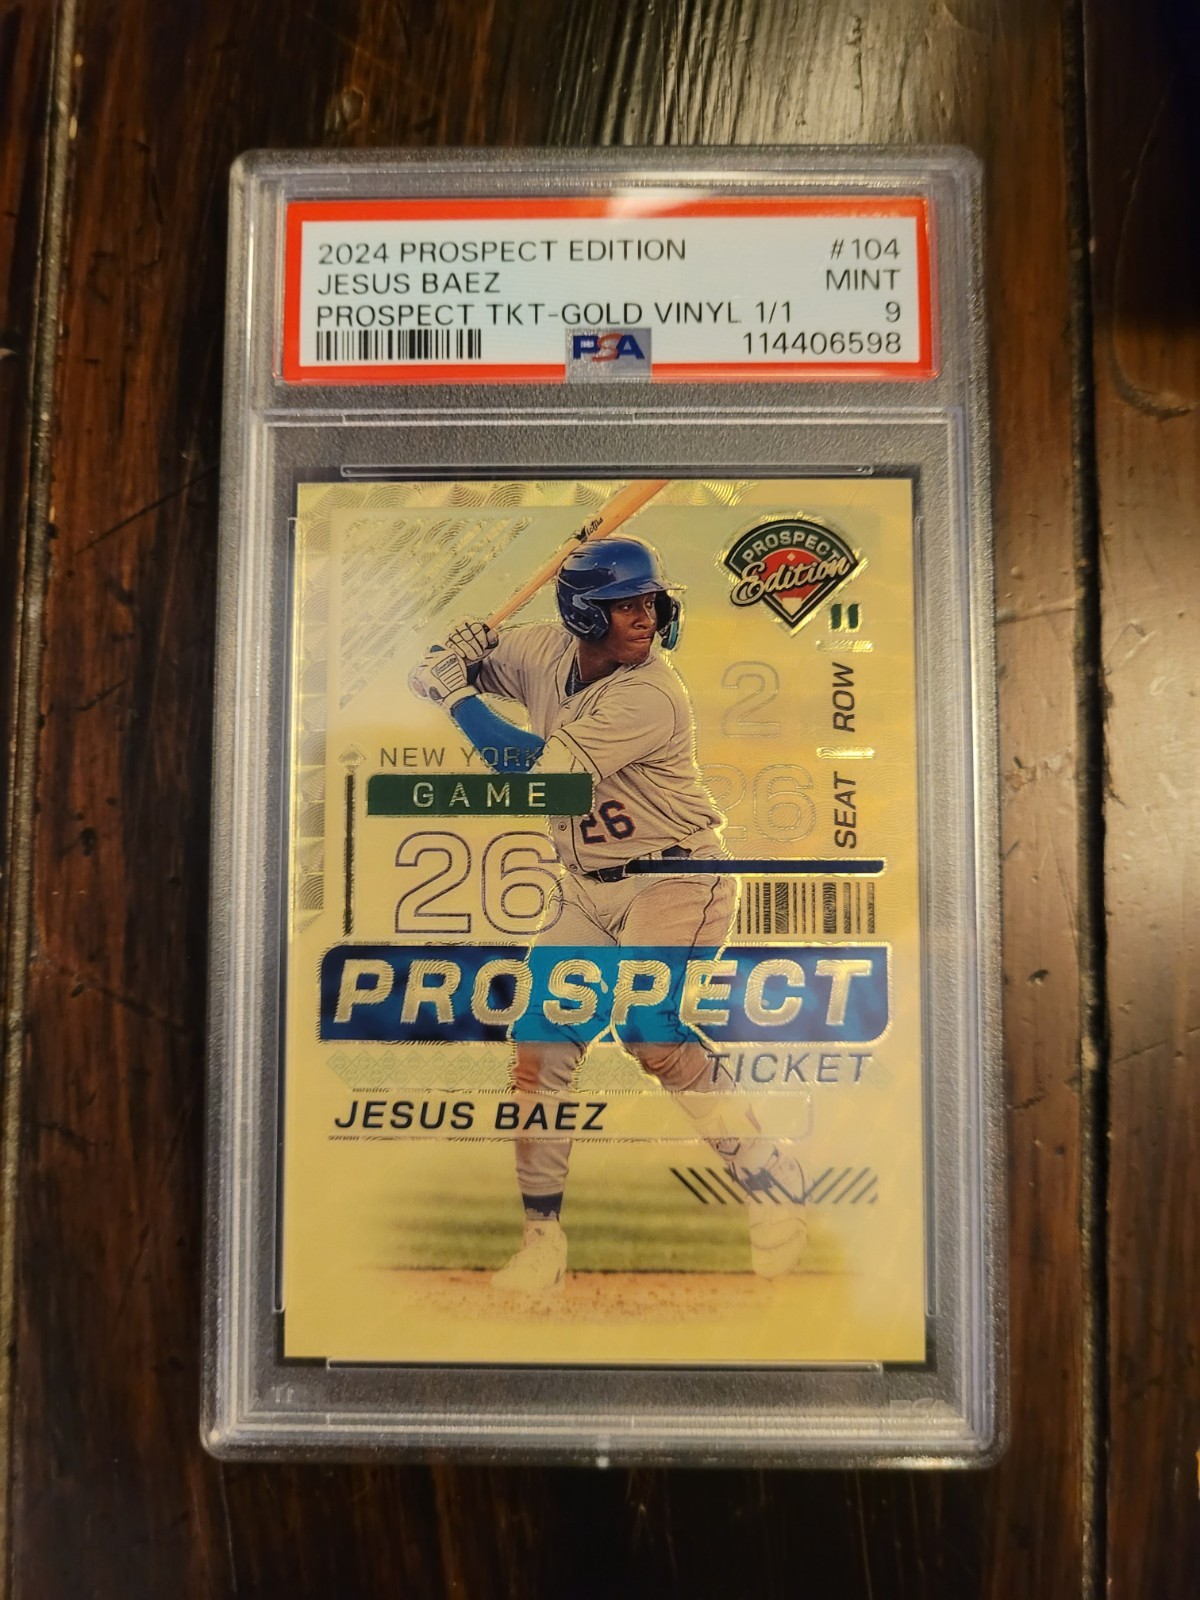 2024 PROSPECT EDITION #104
JESUS BAEZ MINT
PROSPECT TKT-GOLD VINYL 1/1 9
PSA 114406598
Victus
PROSPECT
Edition
11
2 ROW
26 SEAT
NEW YORK
GAME
26
26
PROSPECT
TICKET
JESUS BAEZ